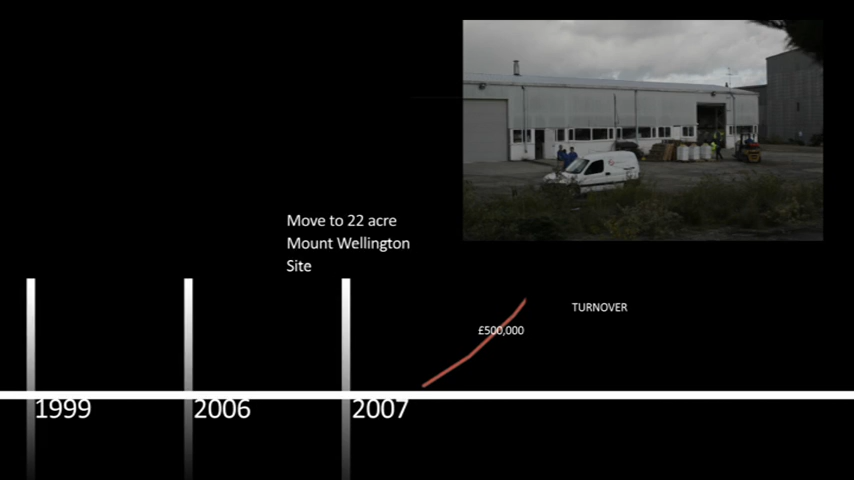 Move to 22 acre
Mount Wellington
Site
TURNOVER
£500,000
1999
2006
2007